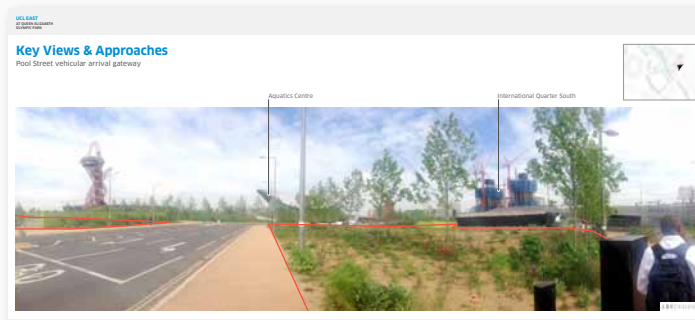 UCL EAST
AT QUEEN ELIZABETH
OLYMPIC PARK
Key Views & Approaches
Pool Street vehicular arrival gateway
Aquatics Centre
International Quarter South